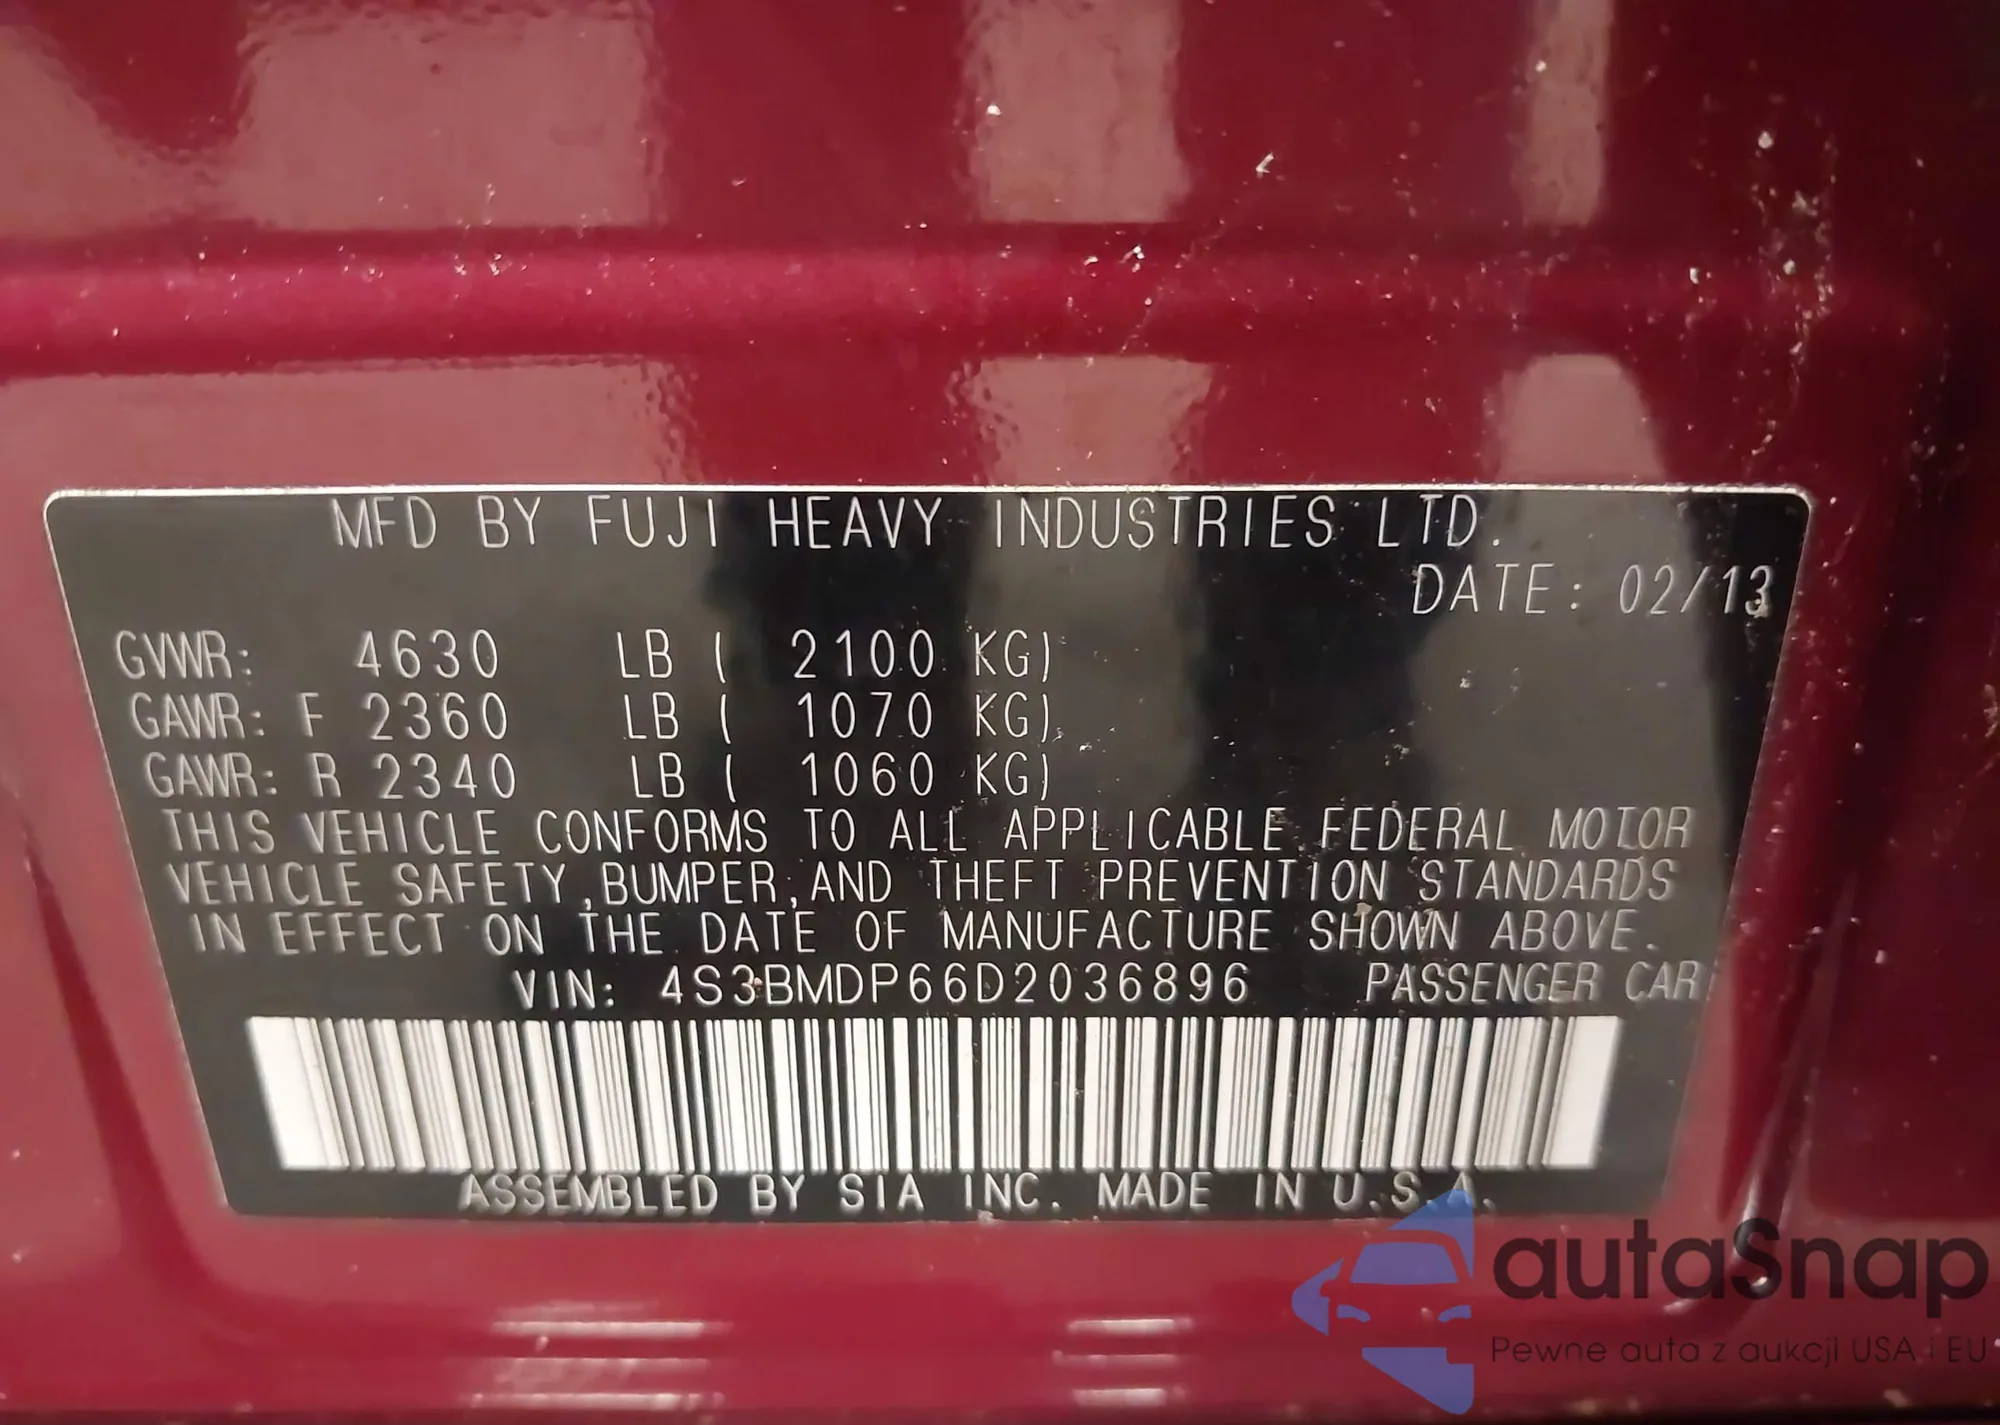 MFD BY FUJI HEAVY INDUSTRIES LTD.
DATE: 02/13
GVWR: 4630 LB ( 2100 KG)
GAWR: F 2360 LB ( 1070 KG)
GAWR: R 2340 LB ( 1060 KG)
THIS VEHICLE CONFORMS TO ALL APPLICABLE FEDERAL MOTOR
VEHICLE SAFETY,BUMPER,AND THEFT PREVENTION STANDARDS
IN EFFECT ON THE DATE OF MANUFACTURE SHOWN ABOVE.
VIN: 4S3BMDP66D2036896 PASSENGER CAR
ASSEMBLED BY SIA INC. MADE IN U.S.A.
autaSnap
Pewne auta z aukcji USA i EU